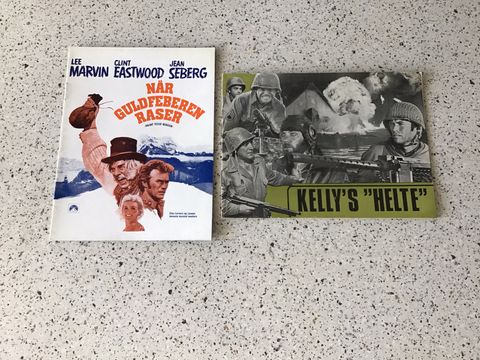 LEE MARVIN
CLINT EASTWOOD
JEAN SEBERG
NÅR
GULDFEBEREN
RASER
KELLY'S "HELTE"